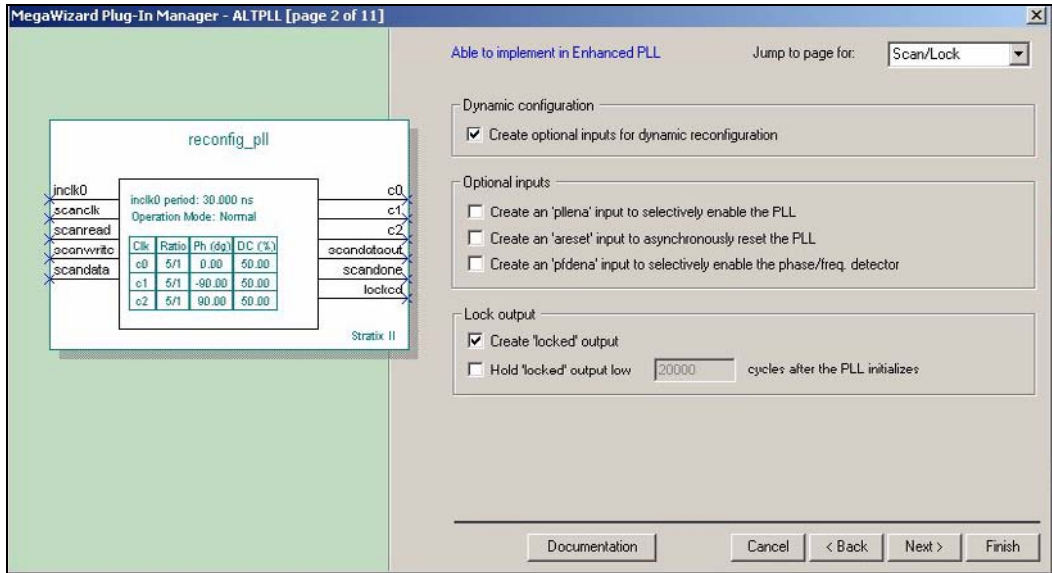 MegaWizard Plug-In Manager - ALTPLL [page 2 of 11]
Able to implement in Enhanced PLL
Jump to page for:
Scan/Lock
reconfig_pll
inclk0
scanclk
scanread
scanwrite
scandata
inclk0 period: 30.000 ns
Operation Mode: Normal
Clk Ratio Ph (dg) DC (%)
c0 5/1 0.00 50.00
c1 5/1 -90.00 50.00
c2 5/1 90.00 50.00
c0
c1
c2
scandataout
scandone
locked
Stratix II
Dynamic configuration
Create optional inputs for dynamic reconfiguration
Optional inputs
Create an 'pllena' input to selectively enable the PLL
Create an 'areset' input to asynchronously reset the PLL
Create an 'pfdena' input to selectively enable the phase/freq. detector
Lock output
Create 'locked' output
Hold 'locked' output low 20000 cycles after the PLL initializes
Documentation
Cancel
< Back
Next >
Finish